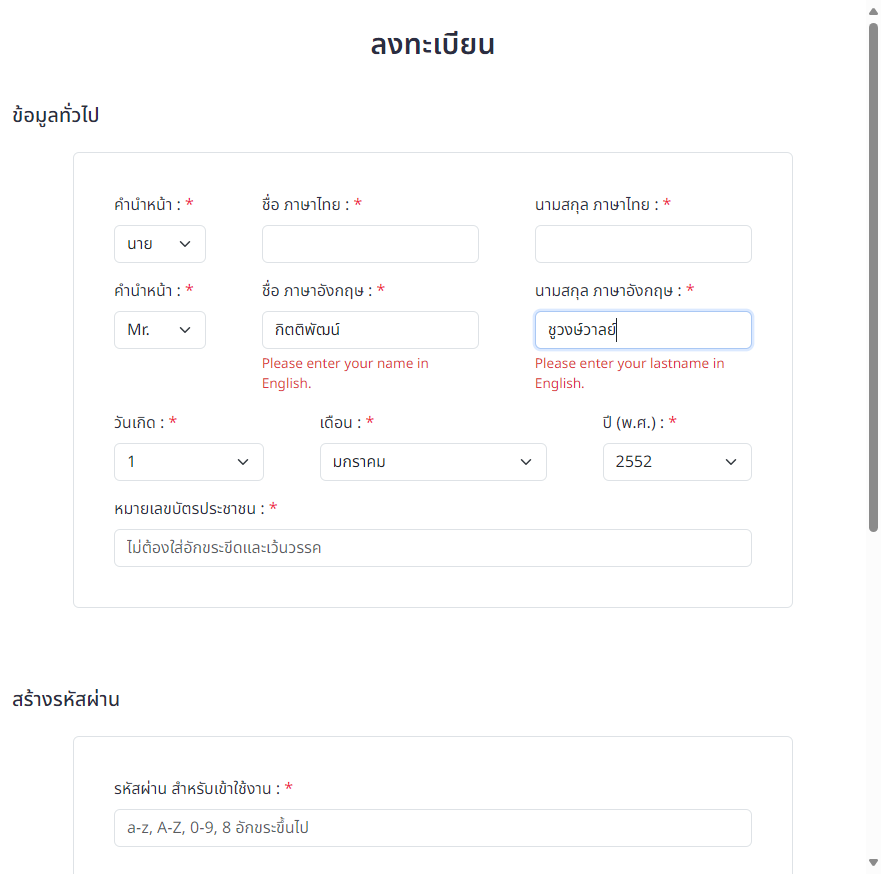 ลงทะเบียน
ข้อมูลทั่วไป
คำนำหน้า : * ชื่อ ภาษาไทย : * นามสกุล ภาษาไทย : *
นาย
คำนำหน้า : * ชื่อ ภาษาอังกฤษ : * นามสกุล ภาษาอังกฤษ : *
Mr. กิตติพัฒน์ ชูวงษ์วาลย์
Please enter your name in English. Please enter your lastname in English.
วันเกิด : * เดือน : * ปี (พ.ศ.) : *
1 มกราคม 2552
หมายเลขบัตรประชาชน : *
ไม่ต้องใส่อักขระขีดและเว้นวรรค
สร้างรหัสผ่าน
รหัสผ่าน สำหรับเข้าใช้งาน : *
a-z, A-Z, 0-9, 8 อักขระขึ้นไป